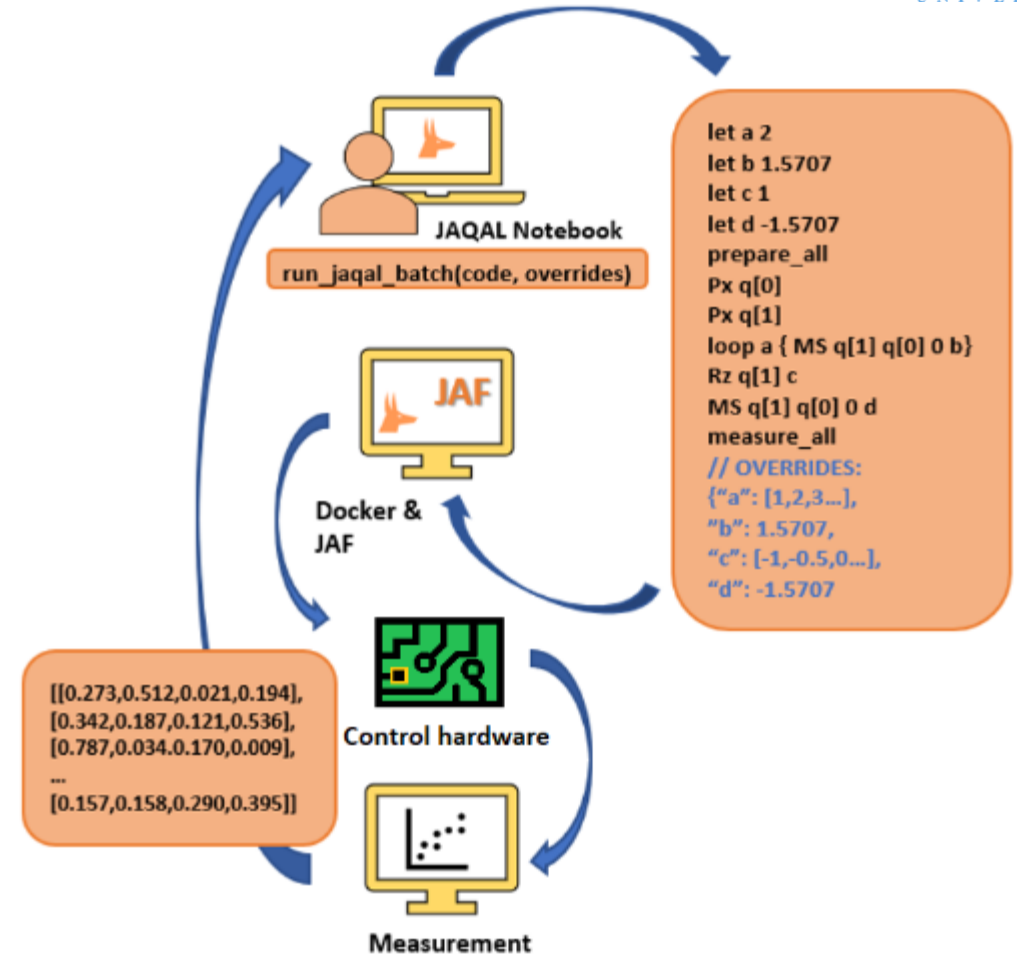 JAQAL Notebook
run_jaqal_batch(code, overrides)
let a 2
let b 1.5707
let c 1
let d -1.5707
prepare_all
Px q[0]
Px q[1]
loop a { MS q[1] q[0] 0 b}
Rz q[1] c
MS q[1] q[0] 0 d
measure_all
// OVERRIDES:
{“a”: [1,2,3...],
”b”: 1.5707,
“c”: [-1,-0.5,0...],
“d”: -1.5707
JAF
Docker &
JAF
Control hardware
Measurement
[[0.273,0.512,0.021,0.194],
[0.342,0.187,0.121,0.536],
[0.787,0.034.0.170,0.009],
...
[0.157,0.158,0.290,0.395]]